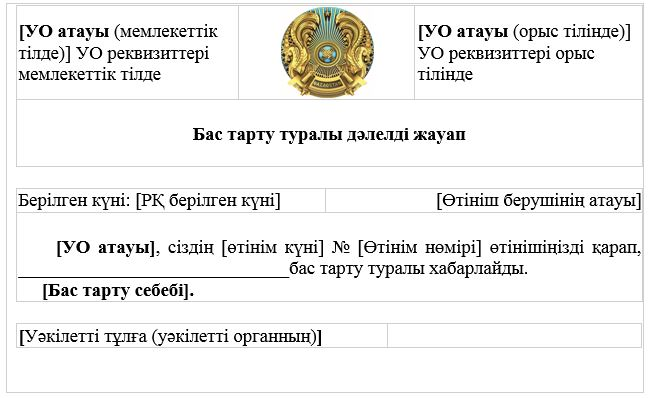 [УО атауы (мемлекеттік
тілде)] УО реквизиттері
мемлекеттік тілде
[УО атауы (орыс тілінде)]
УО реквизиттері орыс
тілінде
Бас тарту туралы дәлелді жауап
Берілген күні: [РҚ берілген күні]
[Өтініш берушінің атауы]
[УО атауы], сіздің [өтінім күні] № [Өтінім нөмірі] өтінішіңізді қарап,
______________________________бас тарту туралы хабарлайды.
[Бас тарту себебі].
[Уәкілетті тұлға (уәкілетті органның)]